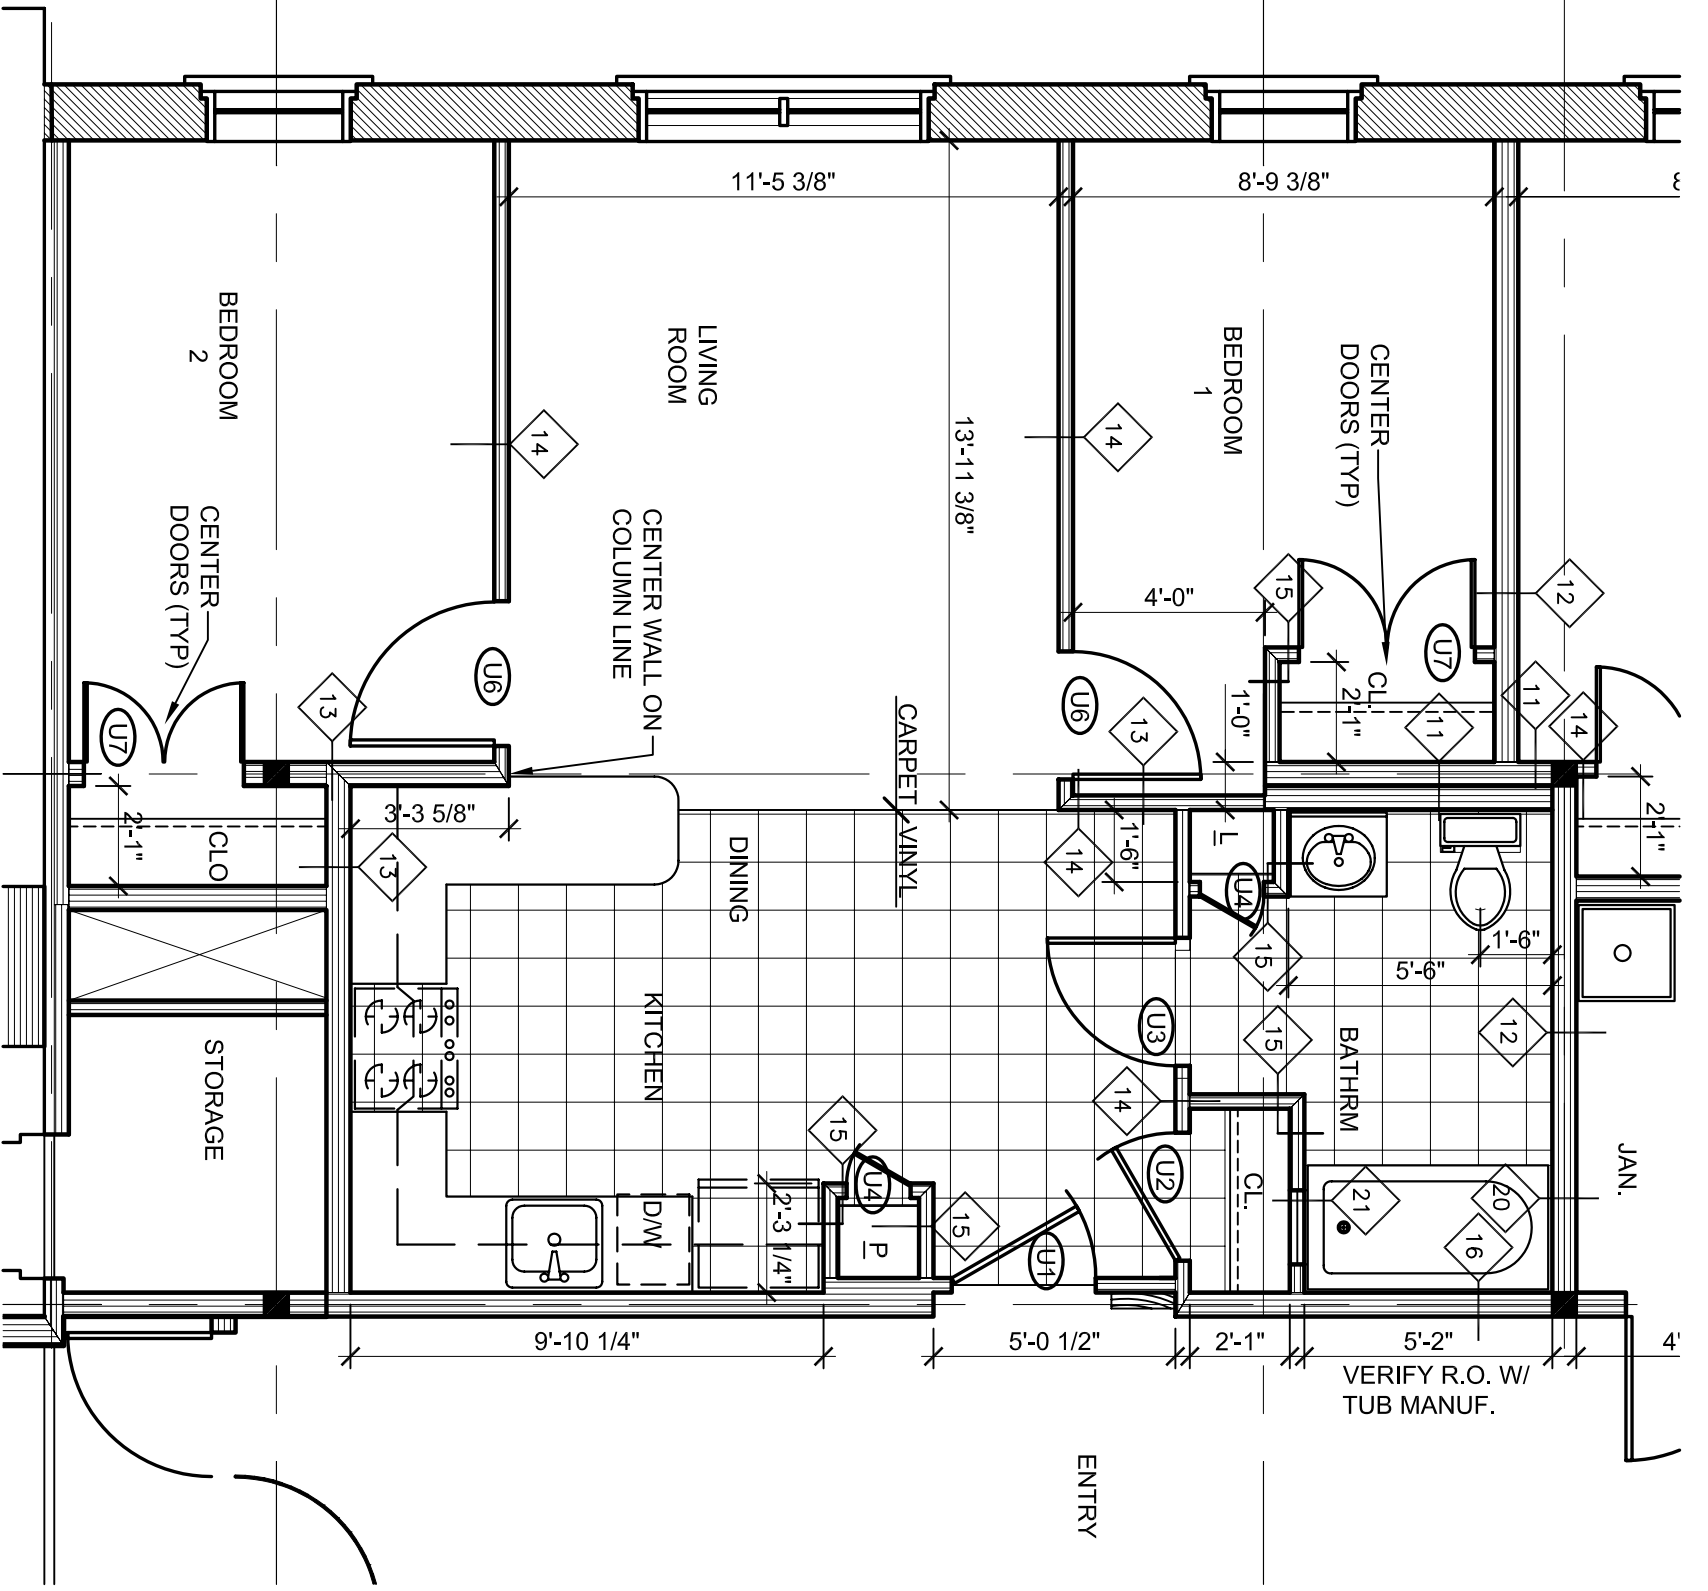 11'-5 3/8"
8'-9 3/8"
BEDROOM
2
LIVING
ROOM
BEDROOM
1
CENTER
DOORS (TYP)
14
13'-11 3/8"
14
CENTER
DOORS (TYP)
CENTER WALL ON
COLUMN LINE
15
4'-0"
12
U6
U7
U6
U7
13
13
CL.
2'-1"
1'-0"
11
11
14
CARPET
VINYL
3'-3 5/8"
2'-1"
CLO
13
DINING
1'-6"
14
L
U4
2'-1"
15
1'-6"
5'-6"
KITCHEN
U3
15
BATHRM
12
STORAGE
14
15
U4
U2
CL.
JAN.
20
21
16
D/W
2'-3 1/4"
P
15
U1
9'-10 1/4"
5'-0 1/2"
2'-1"
5'-2"
4'
VERIFY R.O. W/
TUB MANUF.
ENTRY